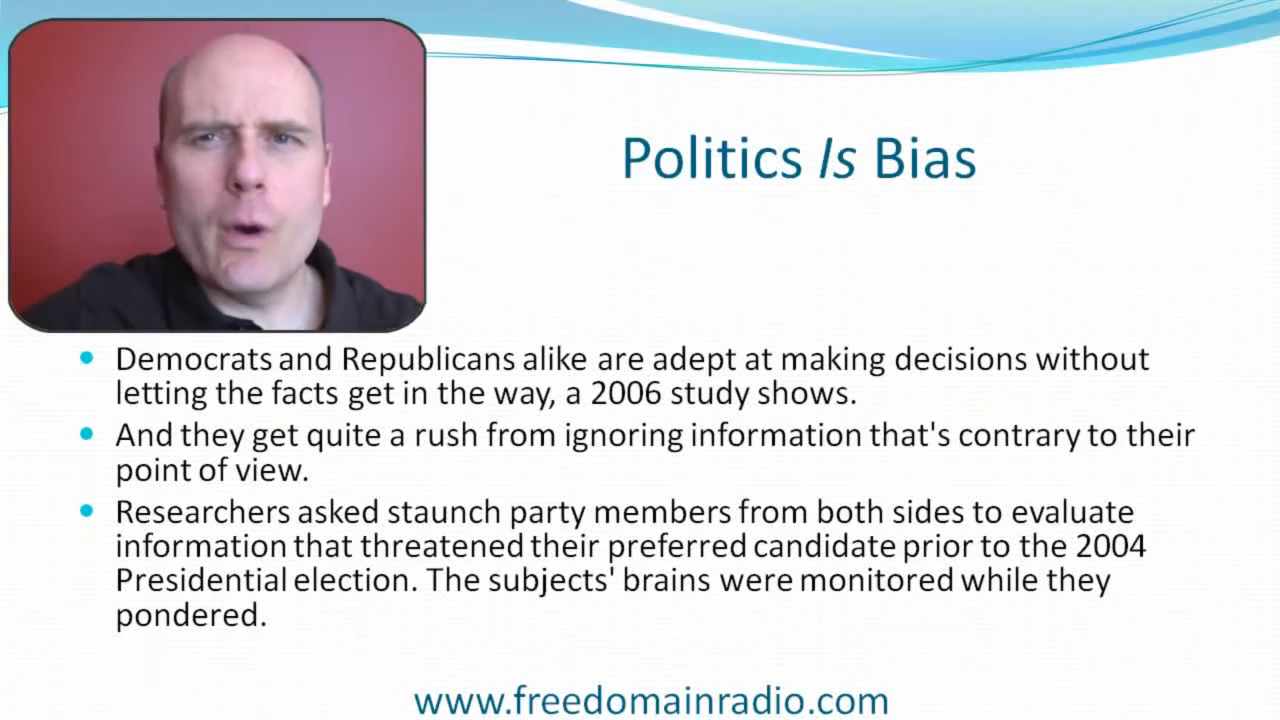 Politics Is Bias
Democrats and Republicans alike are adept at making decisions without
letting the facts get in the way, a 2006 study shows.
And they get quite a rush from ignoring information that's contrary to their
point of view.
Researchers asked staunch party members from both sides to evaluate
information that threatened their preferred candidate prior to the 2004
Presidential election. The subjects' brains were monitored while they
pondered.
www.freedomainradio.com